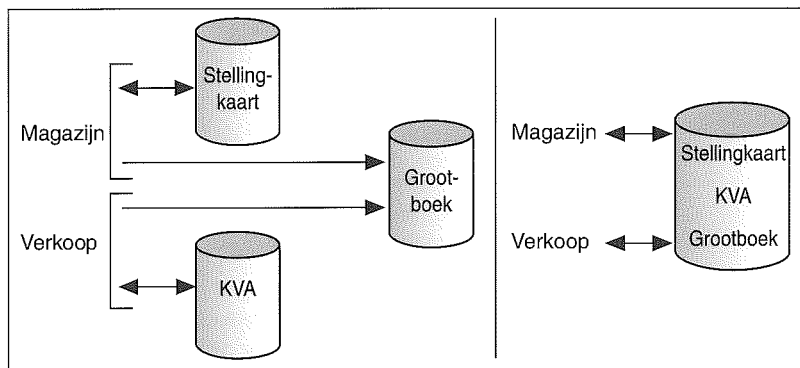 Stelling-
kaart
Magazijn
Groot-
boek
Verkoop
KVA
Magazijn
Stellingkaart
KVA
Verkoop
Grootboek